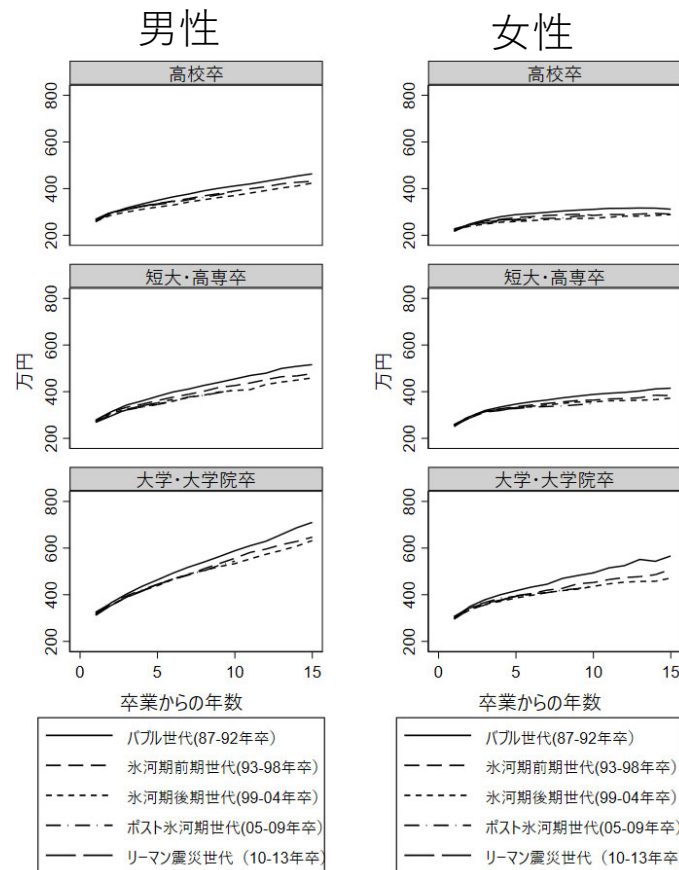 男性
女性
高校卒
高校卒
800
600
400
200
800
600
400
200
短大・高専卒
短大・高専卒
800
600
400
200
万円
800
600
400
200
万円
大学・大学院卒
大学・大学院卒
800
600
400
200
800
600
400
200
0 5 10 15
0 5 10 15
卒業からの年数
卒業からの年数
バブル世代(87-92年卒)
氷河期前期世代(93-98年卒)
氷河期後期世代(99-04年卒)
ポスト氷河期世代(05-09年卒)
リーマン震災世代（10-13年卒
バブル世代(87-92年卒)
氷河期前期世代(93-98年卒
氷河期後期世代(99-04年卒
ポスト氷河期世代(05-09年卒
リーマン震災世代（10-13年